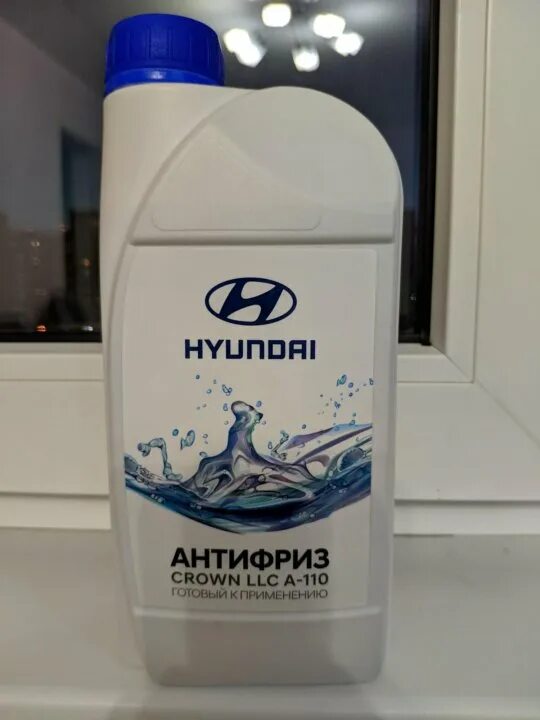 HYUNDAI
АНТИФРИЗ
CROWN LLC A-110
ГОТОВЫЙ К ПРИМЕНЕНИЮ